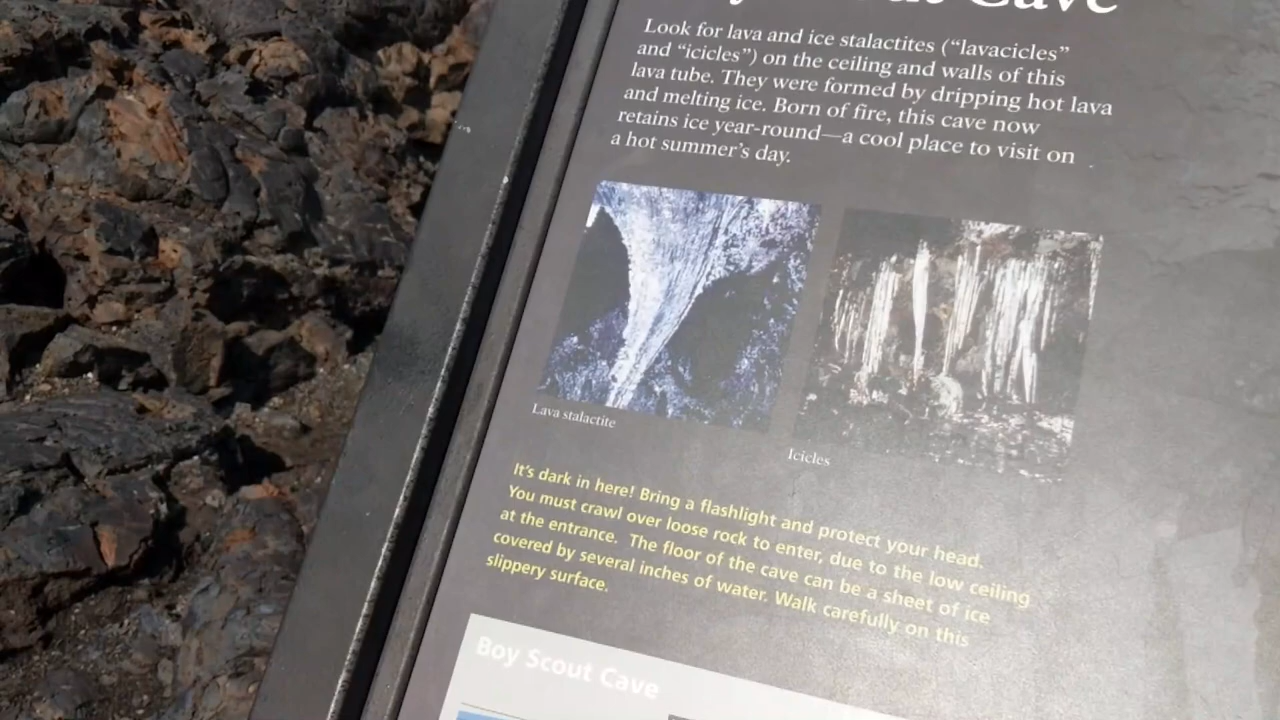 Cave
Look for lava and ice stalactites (“lavacicles”
and “icicles”) on the ceiling and walls of this
lava tube. They were formed by dripping hot lava
and melting ice. Born of fire, this cave now
retains ice year-round—a cool place to visit on
a hot summer’s day.
Lava stalactite
Icicles
It’s dark in here! Bring a flashlight and protect your head.
You must crawl over loose rock to enter, due to the low ceiling
at the entrance. The floor of the cave can be a sheet of ice
covered by several inches of water. Walk carefully on this
slippery surface.
Boy Scout Cave